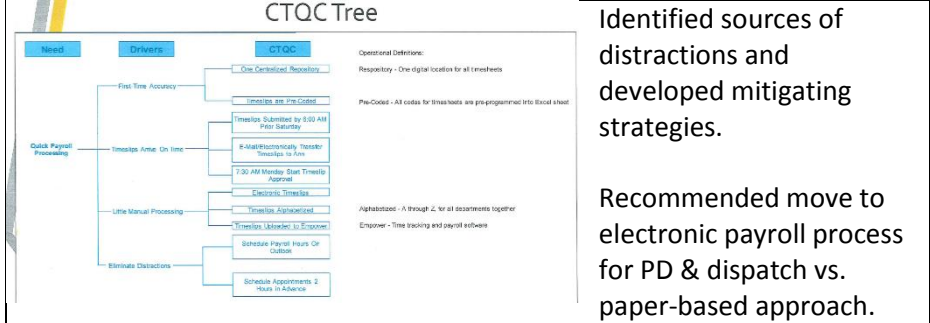 CTQC Tree
Need
Drivers
CTQC
Operational Definitions:
One Centralized Repository
Respository - One digital location for all timesheets
First Time Accuracy
Timeslips are Pre-Coded
Pre-Coded - All codes for timesheets are pre-programmed into Excel sheet
Timeslips Submitted by 8:00 AM
Prior Saturday
Quick Payroll
Processing
Timeslips Arrive On Time
E-Mail/Electronically Transfer
Timeslips to Ann
7:30 AM Monday Start Timeslip
Approval
Electronic Timeslips
Little Manual Processing
Timeslips Alphabetized
Alphabetized - A through Z, for all departments together
Timeslips Uploaded to Empower
Empower - Time tracking and payroll software
Schedule Payroll Hours On
Outlook
Eliminate Distractions
Schedule Appointments 2
Hours In Advance
Identified sources of
distractions and
developed mitigating
strategies.
Recommended move to
electronic payroll process
for PD & dispatch vs.
paper-based approach.